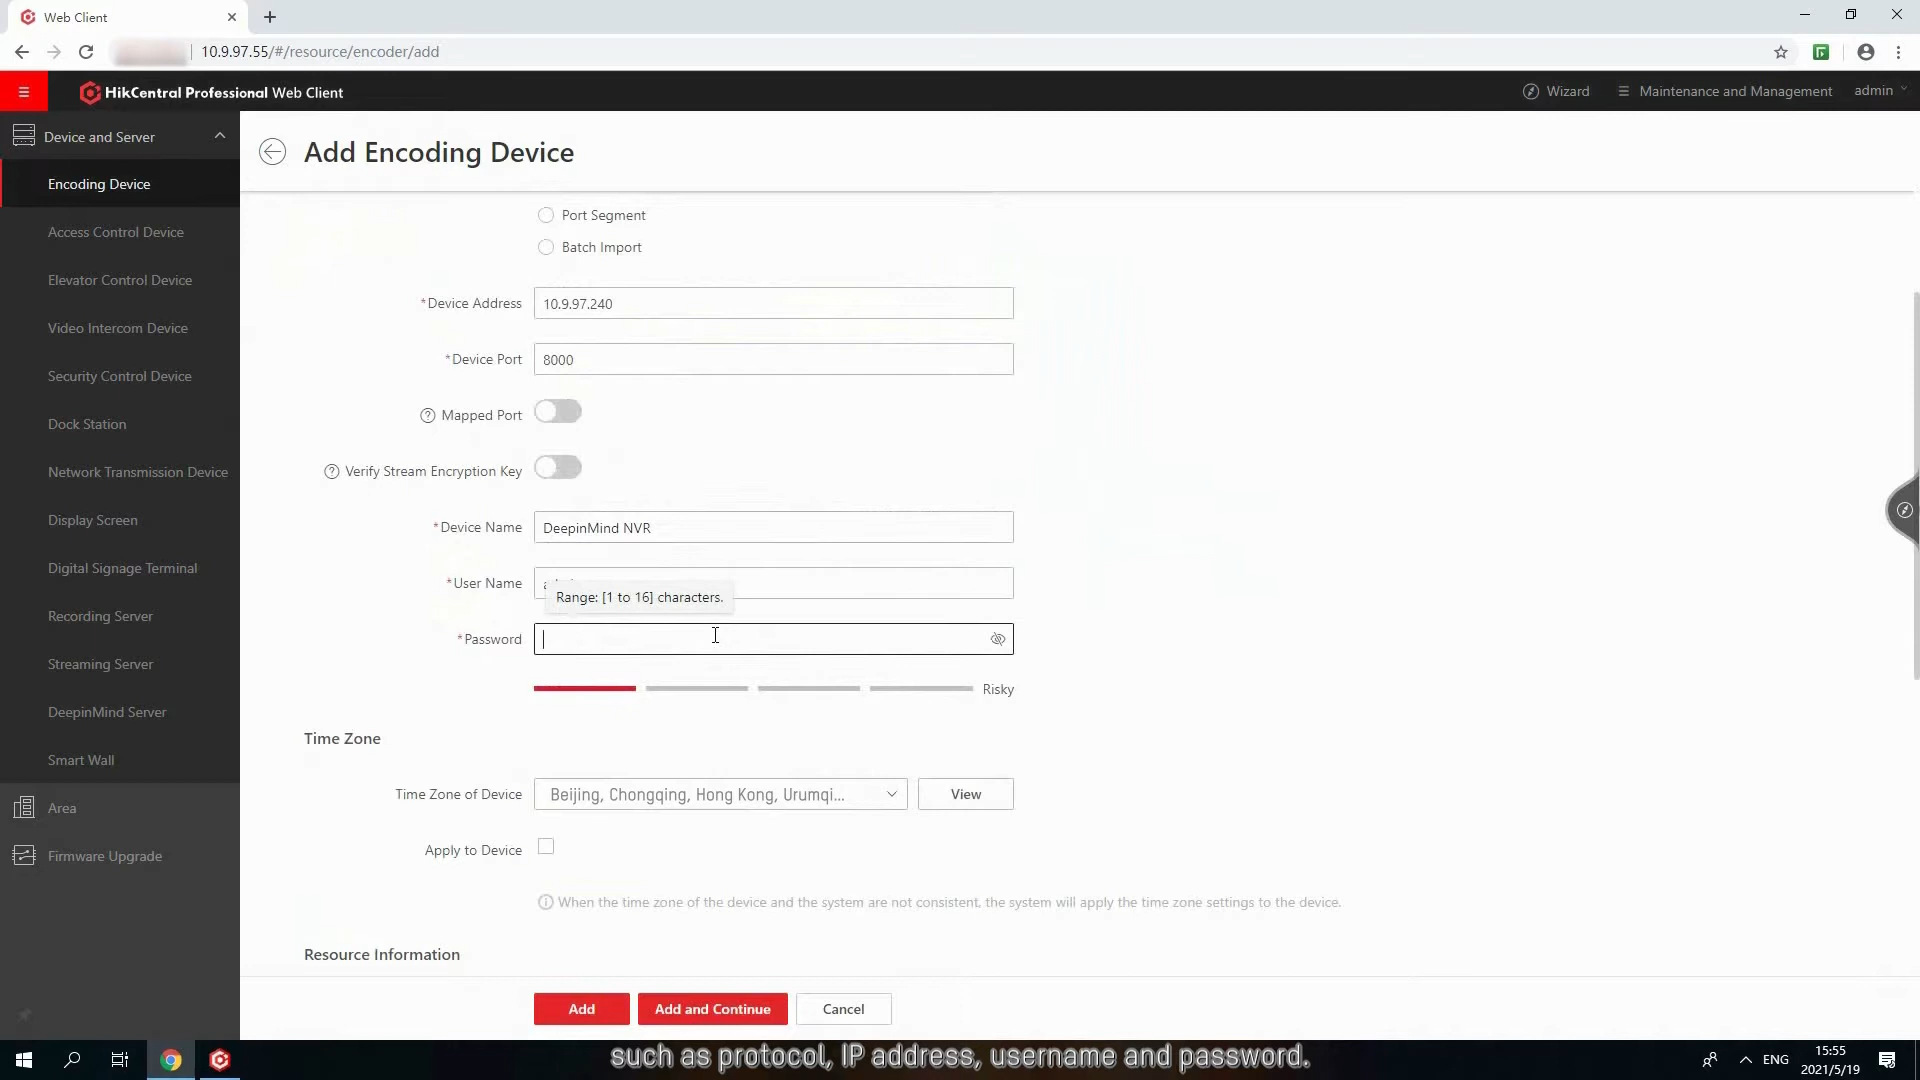 Web Client
10.9.97.55/#/resource/encoder/add
HikCentral Professional Web Client
Wizard
Maintenance and Management
admin
Device and Server
Encoding Device
Access Control Device
Elevator Control Device
Video Intercom Device
Security Control Device
Dock Station
Network Transmission Device
Display Screen
Digital Signage Terminal
Recording Server
Streaming Server
DeepinMind Server
Smart Wall
Area
Firmware Upgrade
Add Encoding Device
Port Segment
Batch Import
*Device Address 10.9.97.240
*Device Port 8000
Mapped Port
Verify Stream Encryption Key
*Device Name DeepinMind NVR
*User Name
Range: [1 to 16] characters.
*Password
Risky
Time Zone
Time Zone of Device Beijing, Chongqing, Hong Kong, Urumqi... View
Apply to Device
When the time zone of the device and the system are not consistent, the system will apply the time zone settings to the device.
Resource Information
Add Add and Continue Cancel
such as protocol, IP address, username and password.
ENG
15:55
2021/5/19